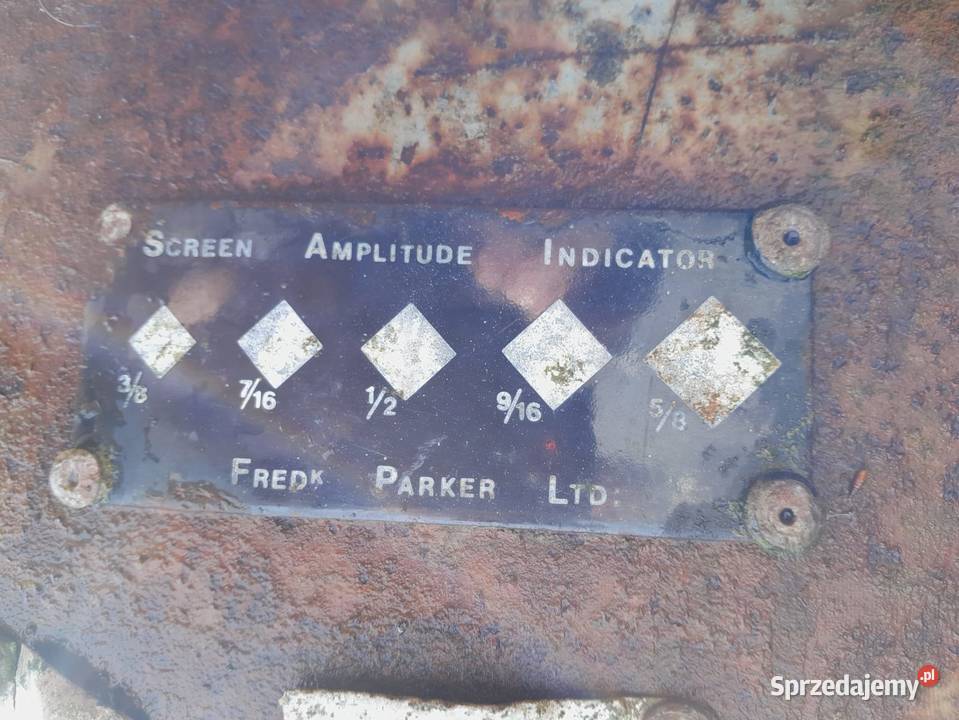 SCREEN AMPLITUDE INDICATOR
3/8 7/16 1/2 9/16 5/8
FREDK PARKER LTD.
Sprzedajemy.pl